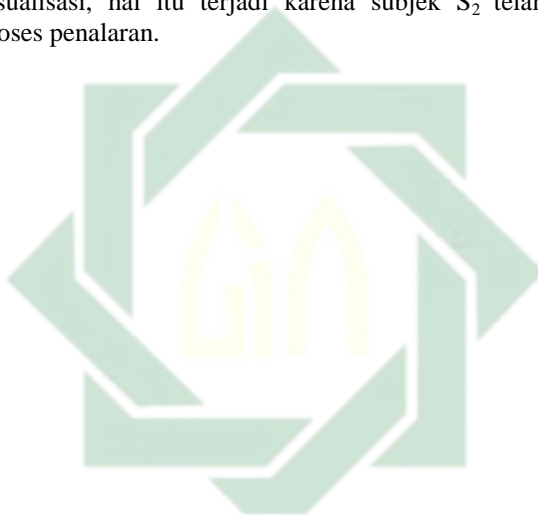 sualisasi, hal itu terjadi karena subjek S₂ telah
oses penalaran.